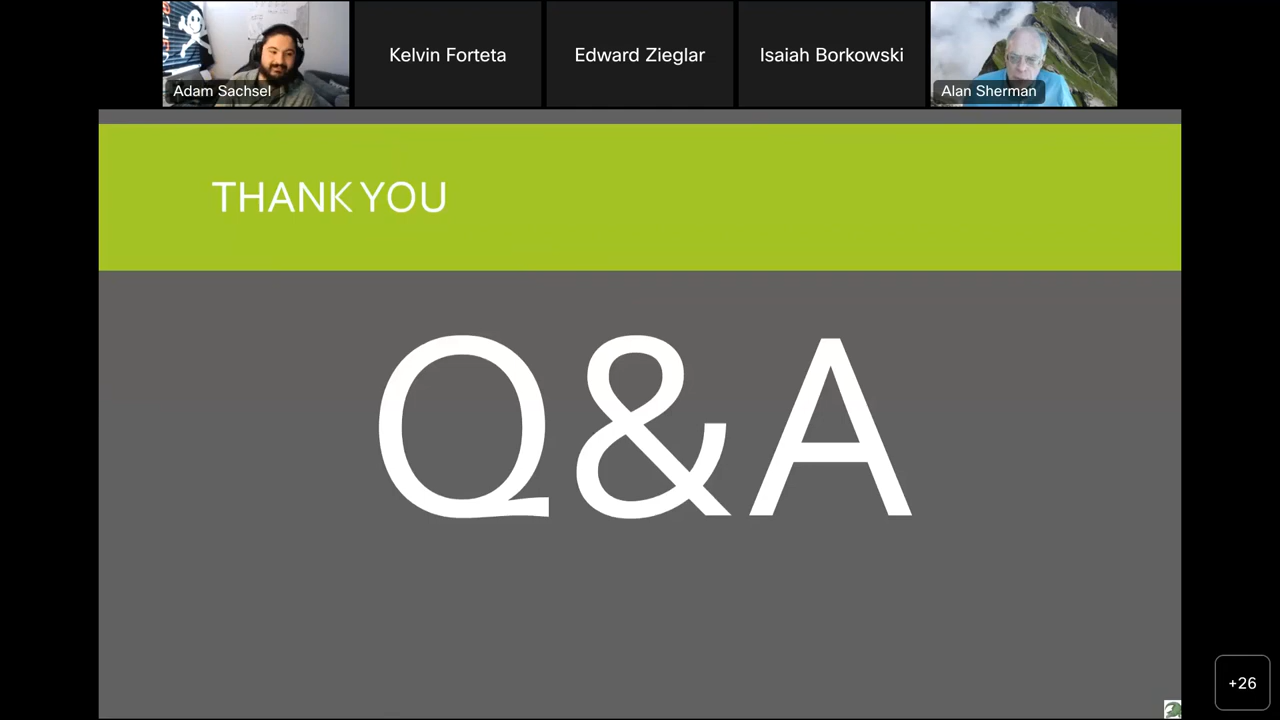 Adam Sachsel
Kelvin Forteta
Edward Zieglar
Isaiah Borkowski
Alan Sherman
THANK YOU
Q&A
+26